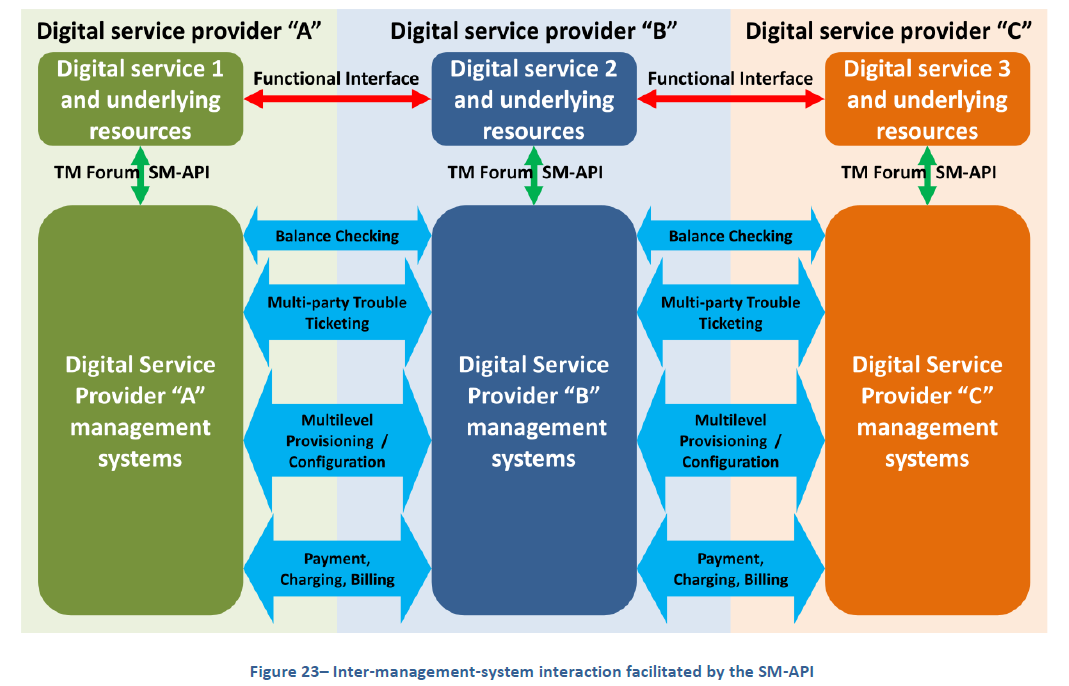 Digital service provider “A”
Digital service provider “B”
Digital service provider “C”
Digital service 1
and underlying
resources
Functional Interface
Digital service 2
and underlying
resources
Functional Interface
Digital service 3
and underlying
resources
TM Forum SM-API
TM Forum SM-API
TM Forum SM-API
Digital Service
Provider “A”
management
systems
Balance Checking
Multi-party Trouble
Ticketing
Multilevel
Provisioning /
Configuration
Payment,
Charging, Billing
Digital Service
Provider “B”
management
systems
Balance Checking
Multi-party Trouble
Ticketing
Multilevel
Provisioning /
Configuration
Payment,
Charging, Billing
Digital Service
Provider “C”
management
systems
Figure 23– Inter-management-system interaction facilitated by the SM-API